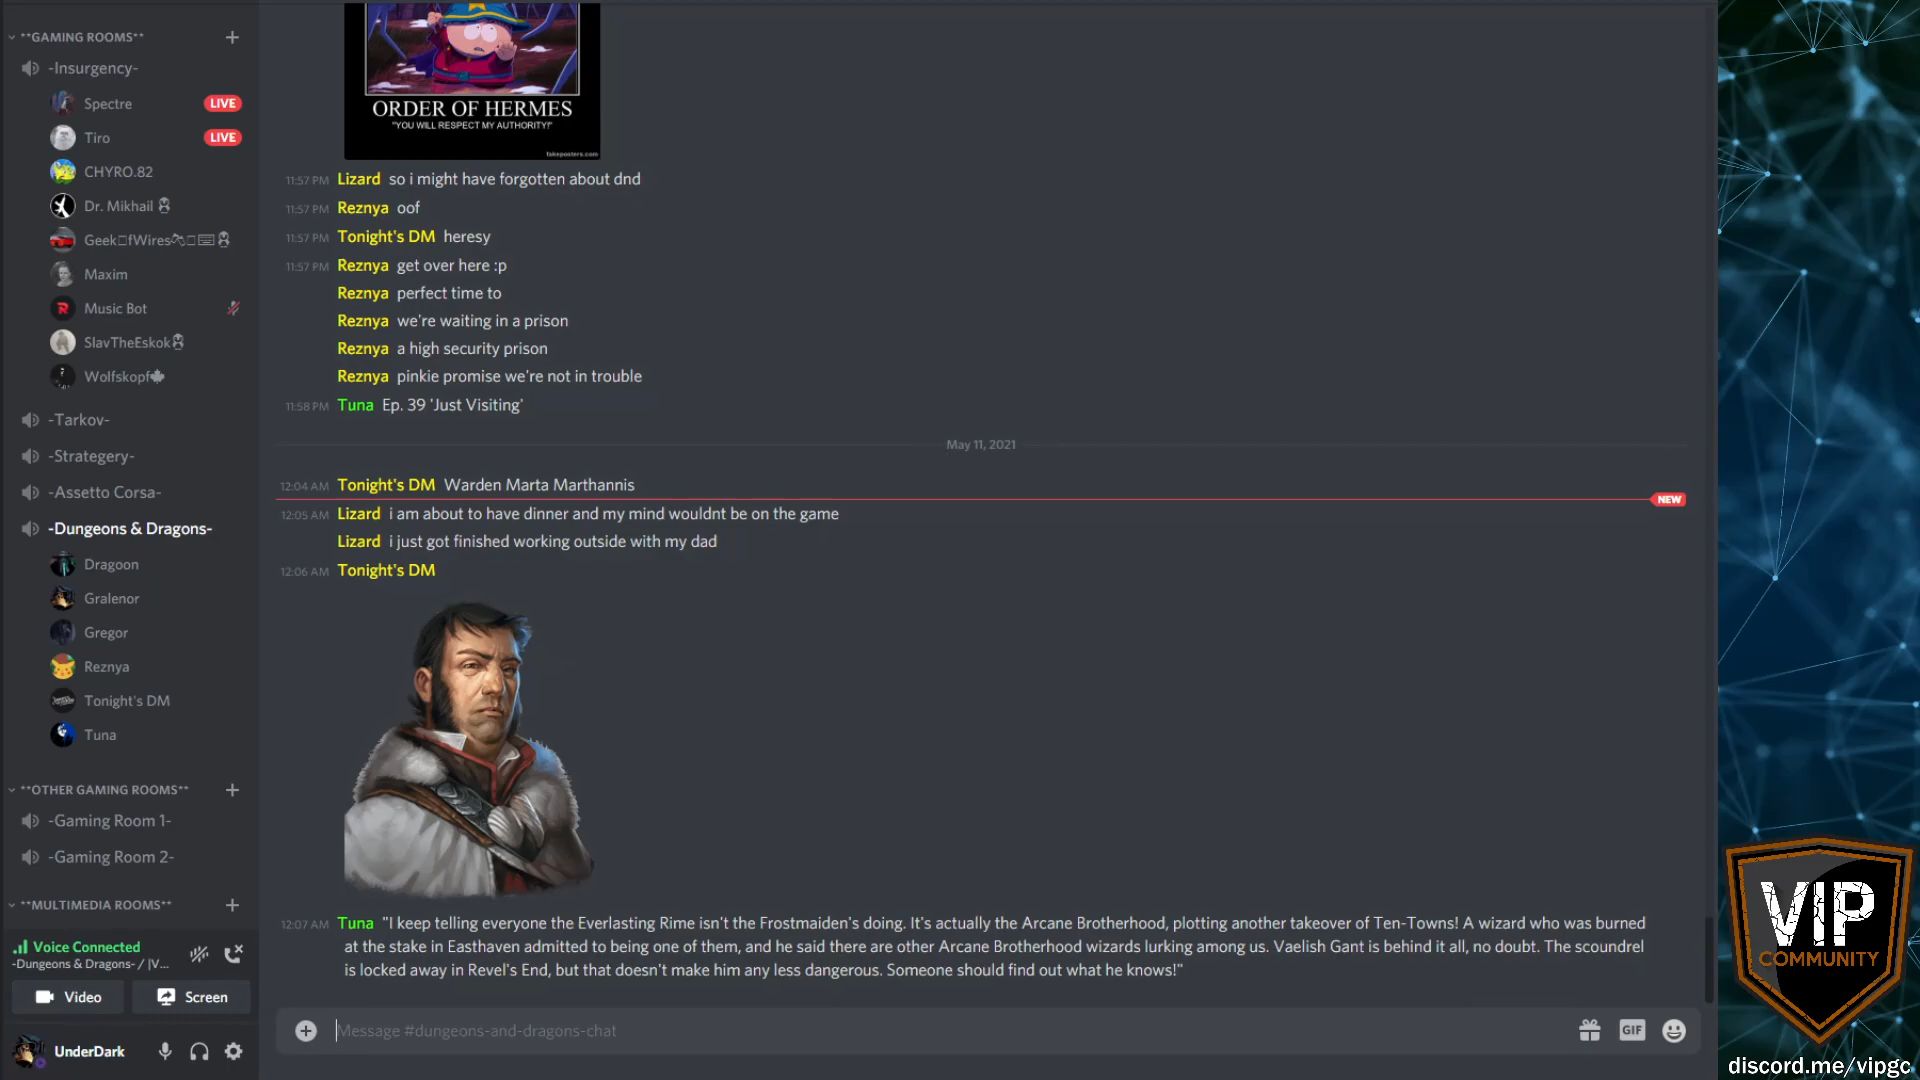 **GAMING ROOMS**
-Insurgency-
Spectre LIVE
Tiro LIVE
CHYRO.82
Dr. Mikhail
Geek□fWires
Maxim
Music Bot
SlavTheEskok
Wolfskopf
-Tarkov-
-Strategery-
-Assetto Corsa-
-Dungeons & Dragons-
Dragoon
Gralenor
Gregor
Reznya
Tonight's DM
Tuna
**OTHER GAMING ROOMS**
-Gaming Room 1-
-Gaming Room 2-
**MULTIMEDIA ROOMS**
Voice Connected
-Dungeons & Dragons- / |V...
Video Screen
UnderDark
ORDER OF HERMES
"YOU WILL RESPECT MY AUTHORITY!"
fakeposters.com
11:57 PM Lizard so i might have forgotten about dnd
11:57 PM Reznya oof
11:57 PM Tonight's DM heresy
11:57 PM Reznya get over here :p
Reznya perfect time to
Reznya we're waiting in a prison
Reznya a high security prison
Reznya pinkie promise we're not in trouble
11:58 PM Tuna Ep. 39 'Just Visiting'
May 11, 2021
12:04 AM Tonight's DM Warden Marta Marthannis
NEW
12:05 AM Lizard i am about to have dinner and my mind wouldnt be on the game
Lizard i just got finished working outside with my dad
12:06 AM Tonight's DM
12:07 AM Tuna "I keep telling everyone the Everlasting Rime isn't the Frostmaiden's doing. It's actually the Arcane Brotherhood, plotting another takeover of Ten-Towns! A wizard who was burned
at the stake in Easthaven admitted to being one of them, and he said there are other Arcane Brotherhood wizards lurking among us. Vaelish Gant is behind it all, no doubt. The scoundrel
is locked away in Revel's End, but that doesn't make him any less dangerous. Someone should find out what he knows!"
Message #dungeons-and-dragons-chat
GIF
VIP
COMMUNITY
discord.me/vipgc